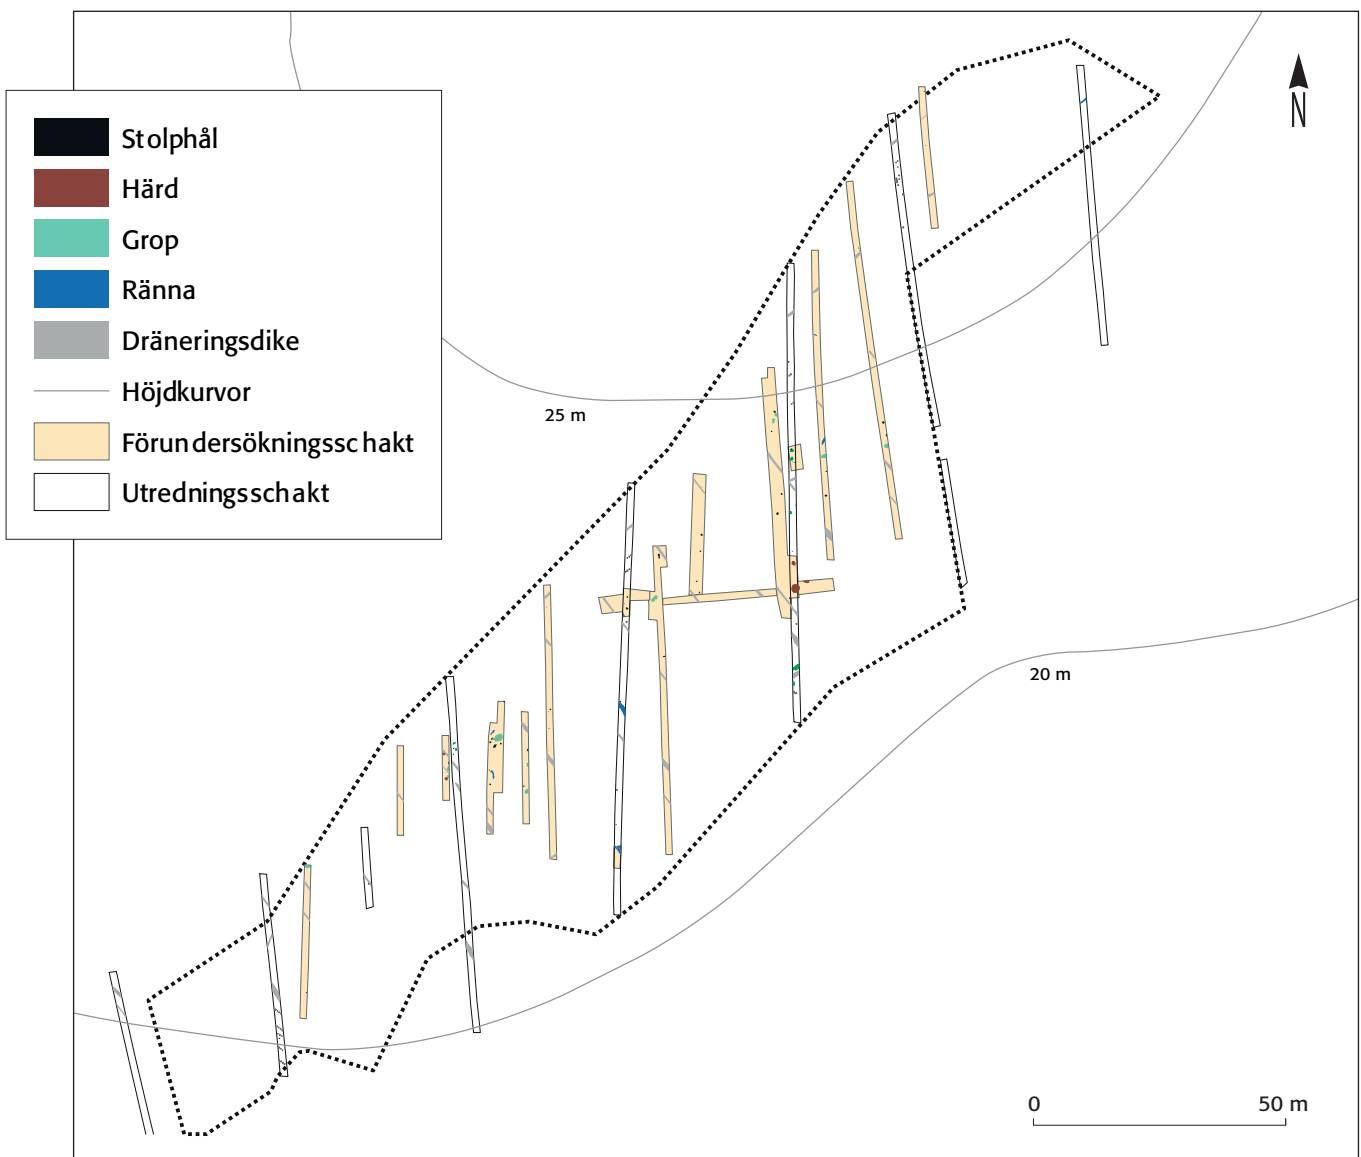 N
Stolphål
Härd
Grop
Ränna
Dräneringsdike
Höjdkurvor
Förundersökningsschakt
Utredningsschakt
25 m
20 m
0 50 m